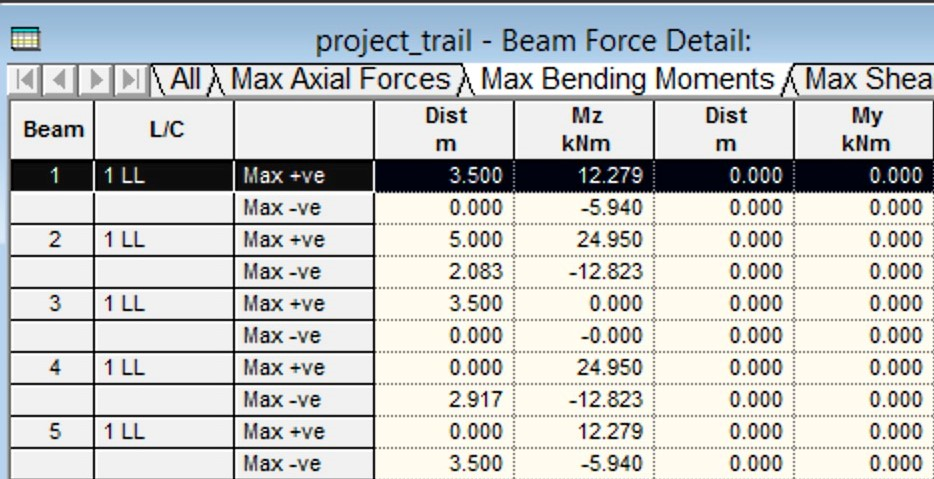 project_trail - Beam Force Detail:
All Max Axial Forces Max Bending Moments Max Shea
Beam L/C Dist m Mz kNm Dist m My kNm
1 1 LL Max +ve 3.500 12.279 0.000 0.000
Max -ve 0.000 -5.940 0.000 0.000
2 1 LL Max +ve 5.000 24.950 0.000 0.000
Max -ve 2.083 -12.823 0.000 0.000
3 1 LL Max +ve 3.500 0.000 0.000 0.000
Max -ve 0.000 -0.000 0.000 0.000
4 1 LL Max +ve 0.000 24.950 0.000 0.000
Max -ve 2.917 -12.823 0.000 0.000
5 1 LL Max +ve 0.000 12.279 0.000 0.000
Max -ve 3.500 -5.940 0.000 0.000